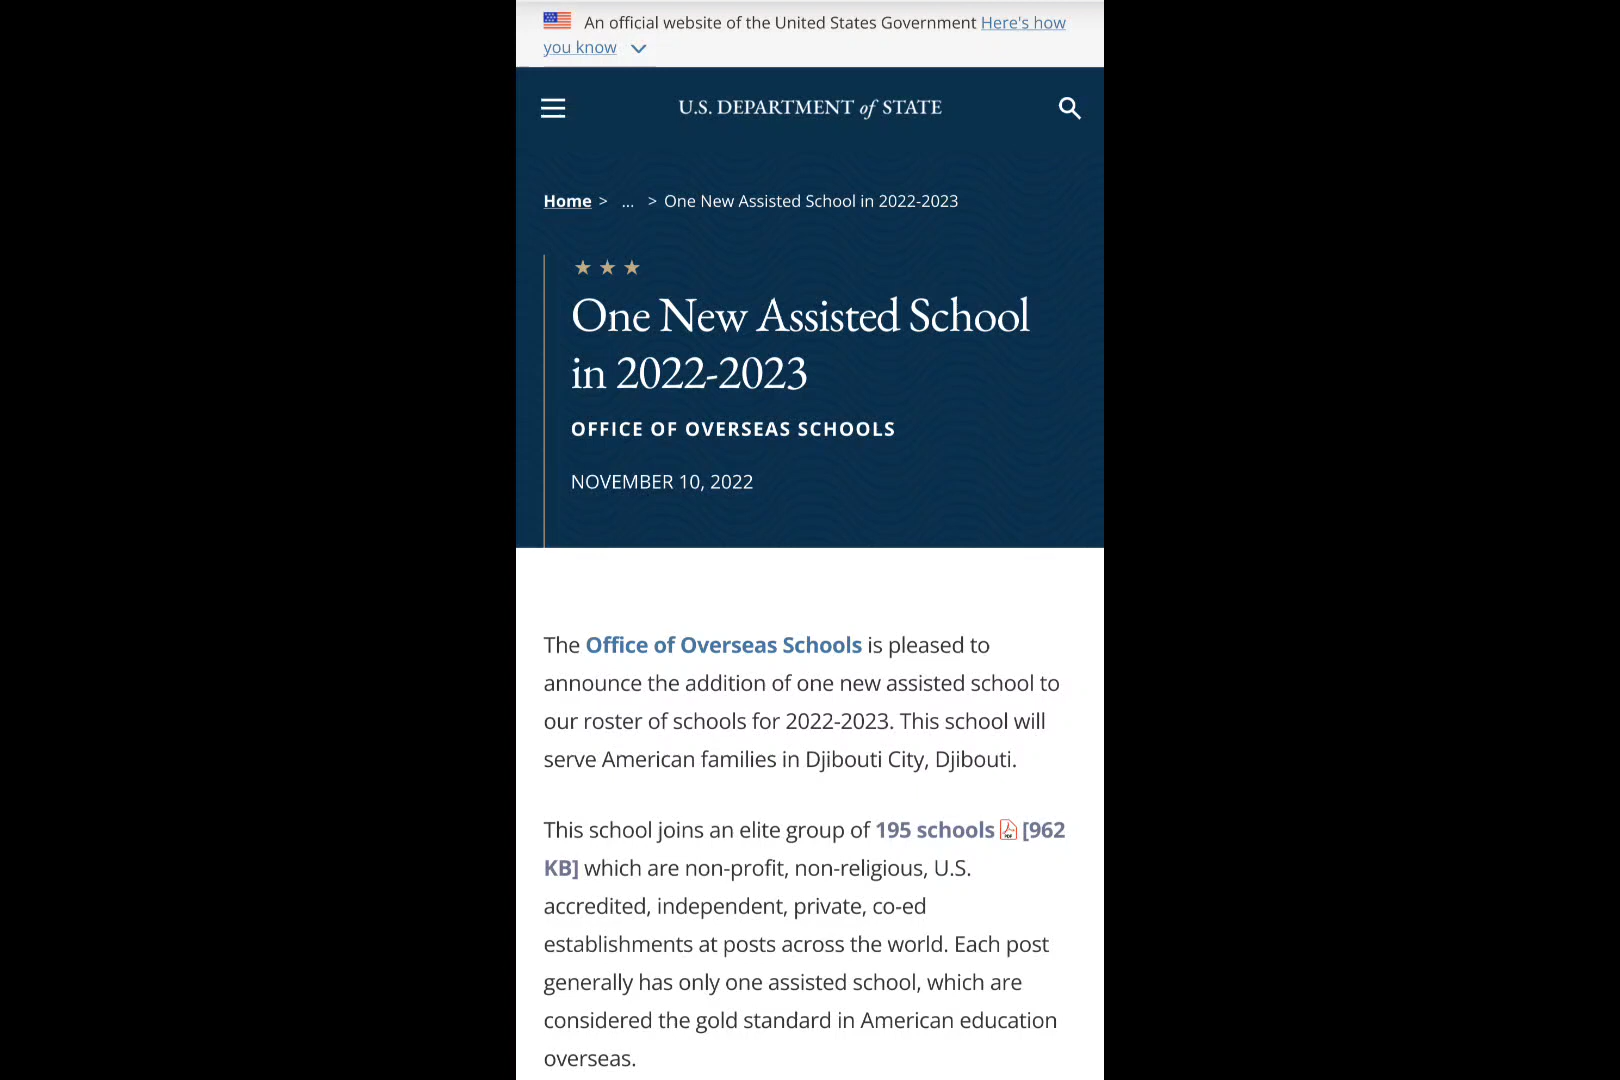 An official website of the United States Government Here's how
you know
U.S. DEPARTMENT of STATE
Home > ... > One New Assisted School in 2022-2023
One New Assisted School
in 2022-2023
OFFICE OF OVERSEAS SCHOOLS
NOVEMBER 10, 2022
The Office of Overseas Schools is pleased to
announce the addition of one new assisted school to
our roster of schools for 2022-2023. This school will
serve American families in Djibouti City, Djibouti.
This school joins an elite group of 195 schools [962
KB] which are non-profit, non-religious, U.S.
accredited, independent, private, co-ed
establishments at posts across the world. Each post
generally has only one assisted school, which are
considered the gold standard in American education
overseas.